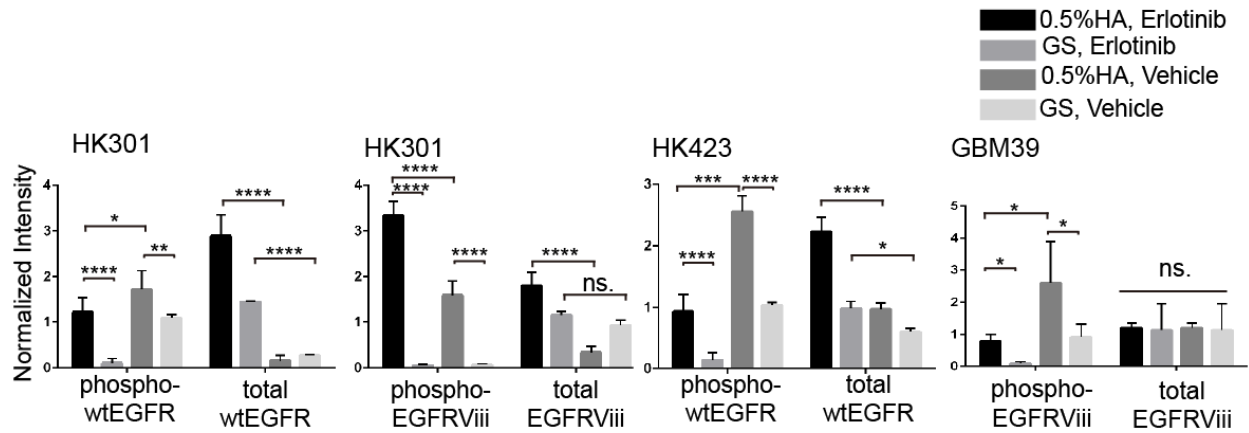 0.5%HA, Erlotinib
GS, Erlotinib
0.5%HA, Vehicle
GS, Vehicle
HK301
Normalized Intensity
4
3
2
1
0
*
****
**
****
****
phospho-
wtEGFR
total
wtEGFR
HK301
4
3
2
1
0
****
****
****
****
ns.
phospho-
EGFRViii
total
EGFRViii
HK423
3
2
1
0
***
****
****
****
*
phospho-
wtEGFR
total
wtEGFR
GBM39
5
4
3
2
1
0
*
*
*
ns.
phospho-
EGFRViii
total
EGFRViii